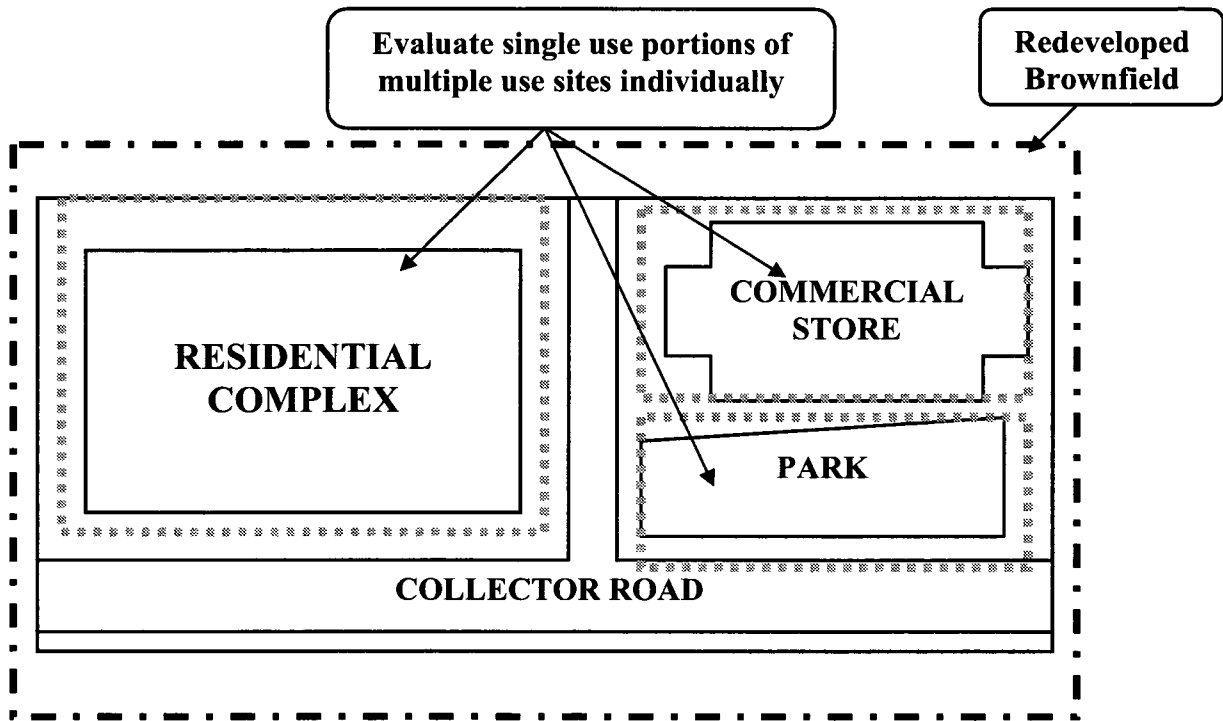 Evaluate single use portions of
multiple use sites individually
Redeveloped
Brownfield
RESIDENTIAL
COMPLEX
COMMERCIAL
STORE
PARK
COLLECTOR ROAD